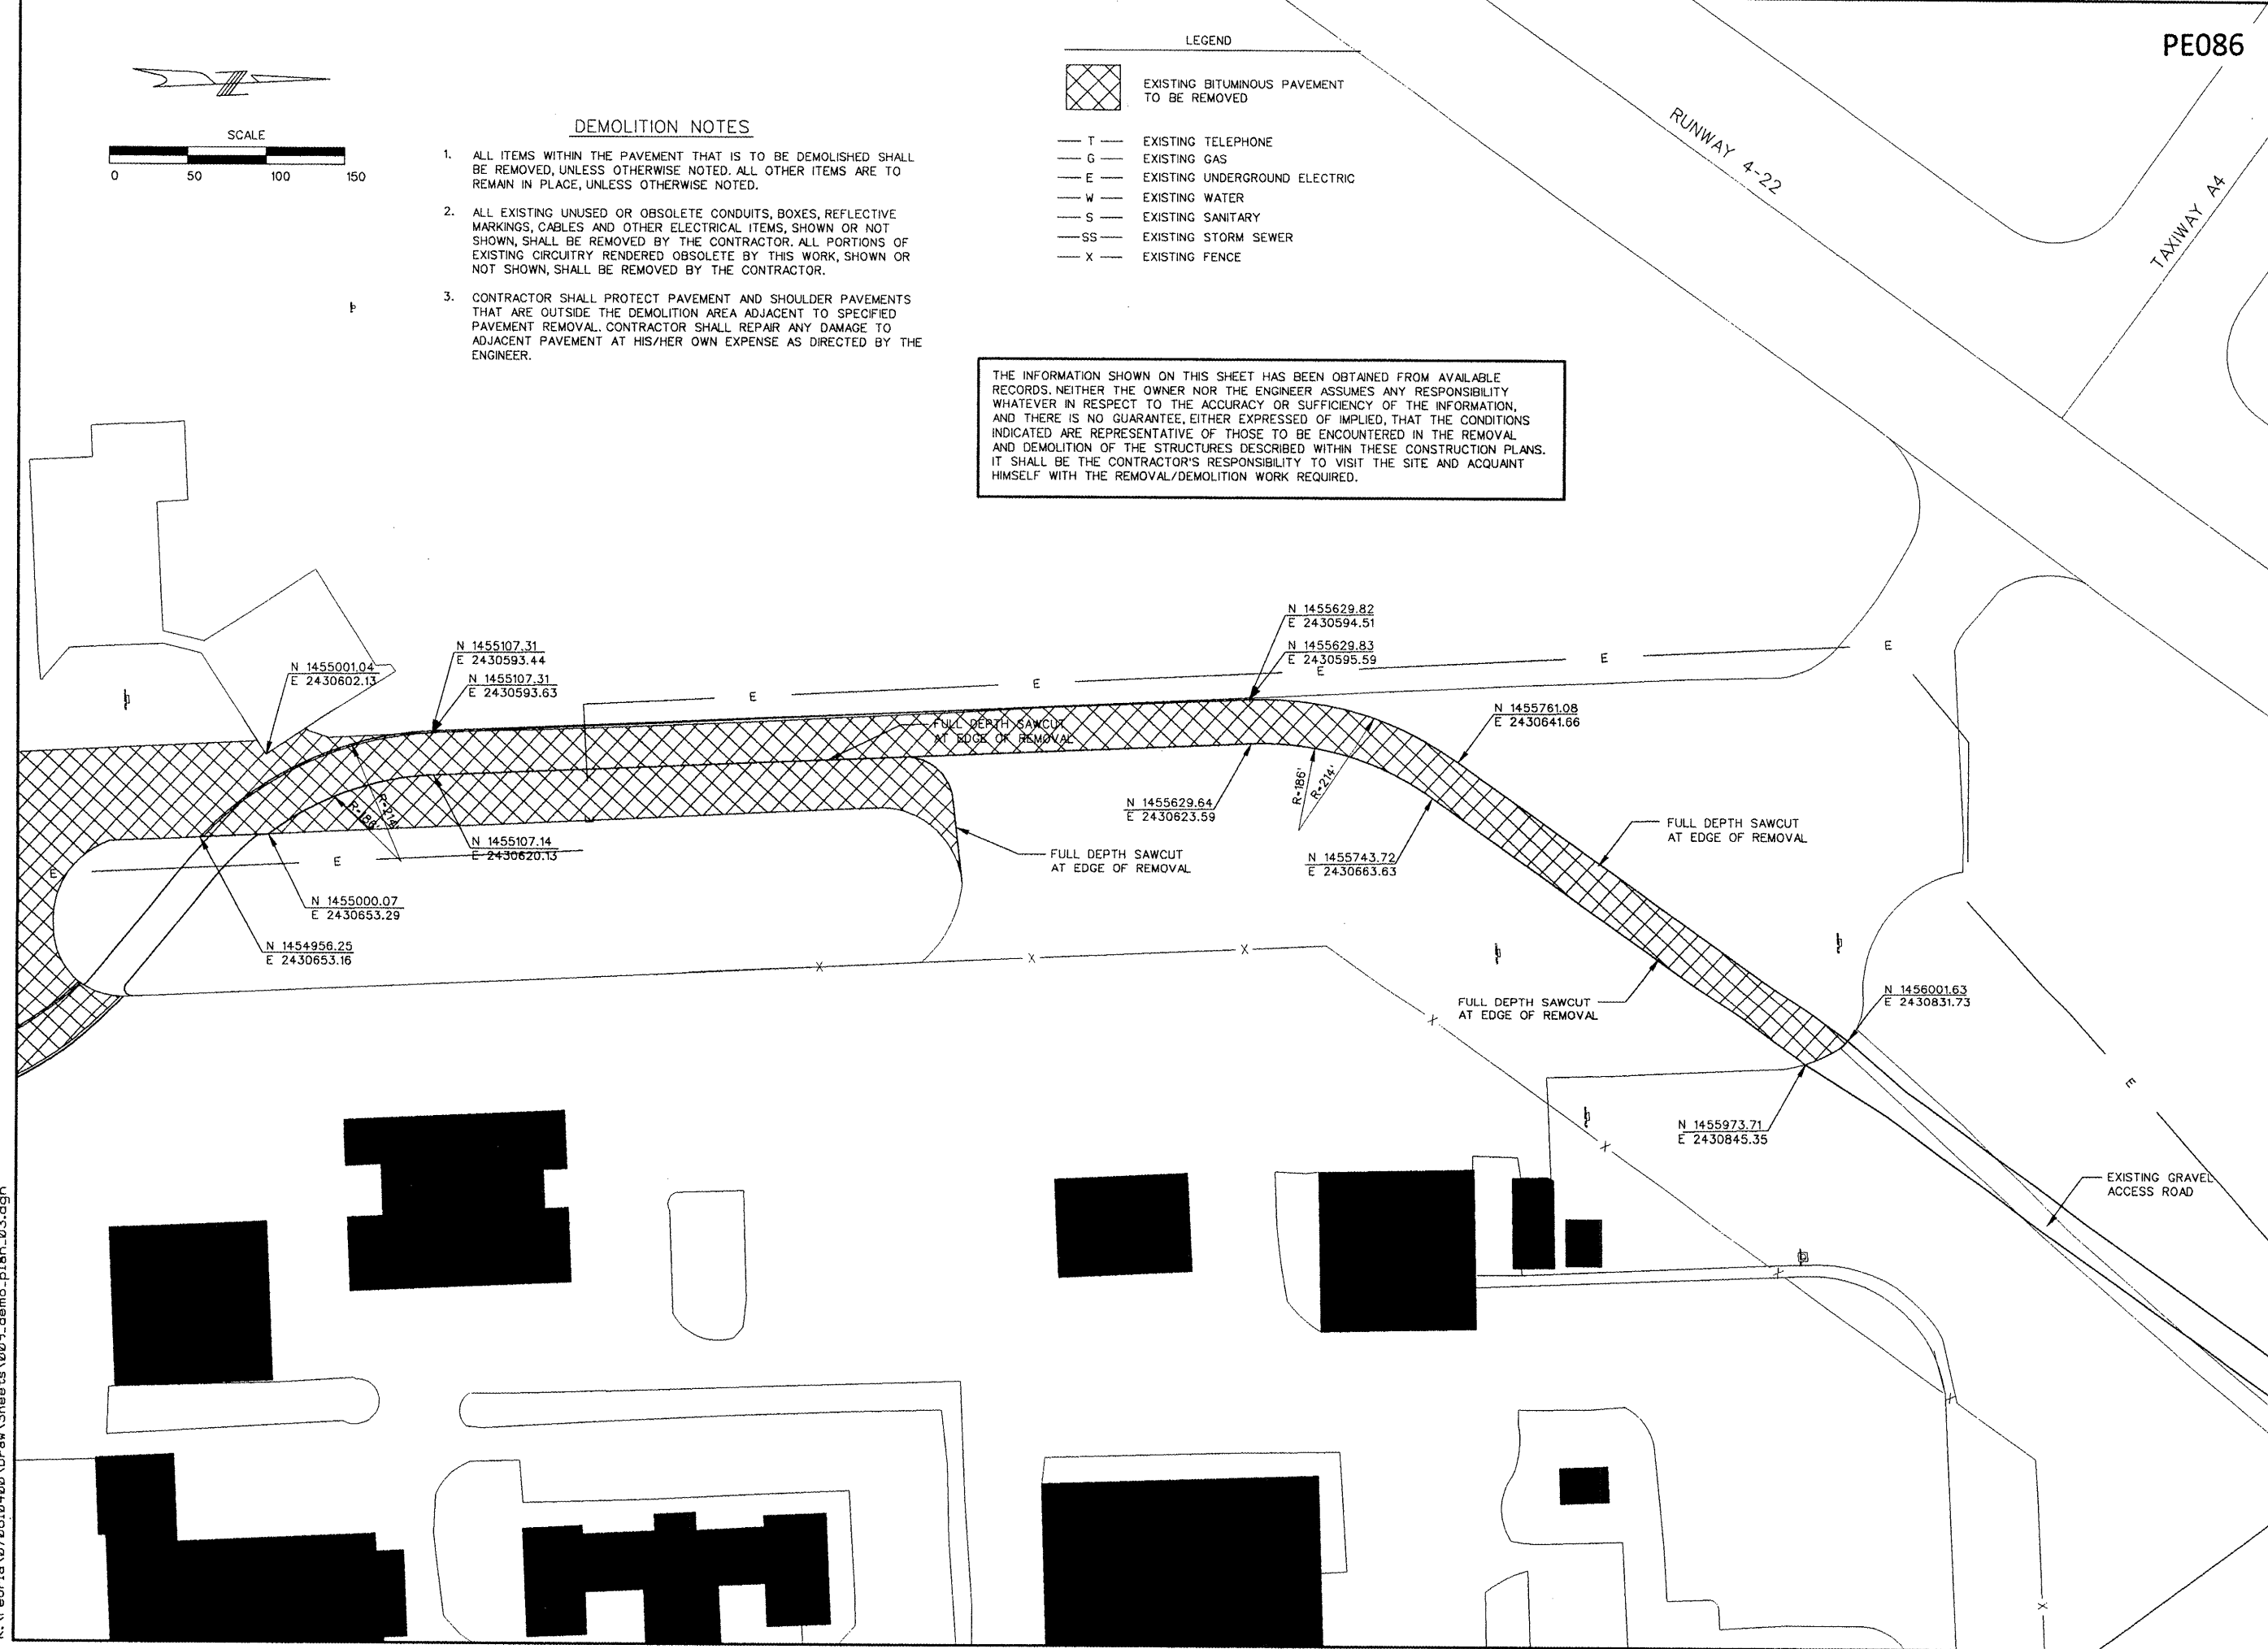 PE086
LEGEND
EXISTING BITUMINOUS PAVEMENT
TO BE REMOVED
T EXISTING TELEPHONE
G EXISTING GAS
E EXISTING UNDERGROUND ELECTRIC
W EXISTING WATER
S EXISTING SANITARY
SS EXISTING STORM SEWER
X EXISTING FENCE
SCALE
0 50 100 150
DEMOLITION NOTES
1. ALL ITEMS WITHIN THE PAVEMENT THAT IS TO BE DEMOLISHED SHALL
BE REMOVED, UNLESS OTHERWISE NOTED. ALL OTHER ITEMS ARE TO
REMAIN IN PLACE, UNLESS OTHERWISE NOTED.
2. ALL EXISTING UNUSED OR OBSOLETE CONDUITS, BOXES, REFLECTIVE
MARKINGS, CABLES AND OTHER ELECTRICAL ITEMS, SHOWN OR NOT
SHOWN, SHALL BE REMOVED BY THE CONTRACTOR. ALL PORTIONS OF
EXISTING CIRCUITRY RENDERED OBSOLETE BY THIS WORK, SHOWN OR
NOT SHOWN, SHALL BE REMOVED BY THE CONTRACTOR.
3. CONTRACTOR SHALL PROTECT PAVEMENT AND SHOULDER PAVEMENTS
THAT ARE OUTSIDE THE DEMOLITION AREA ADJACENT TO SPECIFIED
PAVEMENT REMOVAL. CONTRACTOR SHALL REPAIR ANY DAMAGE TO
ADJACENT PAVEMENT AT HIS/HER OWN EXPENSE AS DIRECTED BY THE
ENGINEER.
THE INFORMATION SHOWN ON THIS SHEET HAS BEEN OBTAINED FROM AVAILABLE
RECORDS. NEITHER THE OWNER NOR THE ENGINEER ASSUMES ANY RESPONSIBILITY
WHATEVER IN RESPECT TO THE ACCURACY OR SUFFICIENCY OF THE INFORMATION,
AND THERE IS NO GUARANTEE, EITHER EXPRESSED OF IMPLIED, THAT THE CONDITIONS
INDICATED ARE REPRESENTATIVE OF THOSE TO BE ENCOUNTERED IN THE REMOVAL
AND DEMOLITION OF THE STRUCTURES DESCRIBED WITHIN THESE CONSTRUCTION PLANS.
IT SHALL BE THE CONTRACTOR'S RESPONSIBILITY TO VISIT THE SITE AND ACQUAINT
HIMSELF WITH THE REMOVAL/DEMOLITION WORK REQUIRED.
RUNWAY 4-22
TAXIWAY A4
N 1455001.04
E 2430602.13
N 1455107.31
E 2430593.44
N 1455107.31
E 2430593.63
N 1455629.82
E 2430594.51
N 1455629.83
E 2430595.59
E
E
E
E
E
N 1455761.08
E 2430641.66
FULL DEPTH SAWCUT
AT EDGE OF REMOVAL
R=186'
R=214'
N 1455107.14
E 2430620.13
N 1455629.64
E 2430623.59
R=186'
R=214'
FULL DEPTH SAWCUT
AT EDGE OF REMOVAL
FULL DEPTH SAWCUT
AT EDGE OF REMOVAL
N 1455743.72
E 2430663.63
E
E
N 1455000.07
E 2430653.29
N 1454956.25
E 2430653.16
X
X
X
X
X
X
X
X
FULL DEPTH SAWCUT
AT EDGE OF REMOVAL
N 1456001.63
E 2430831.73
N 1455973.71
E 2430845.35
E
EXISTING GRAVEL
ACCESS ROAD